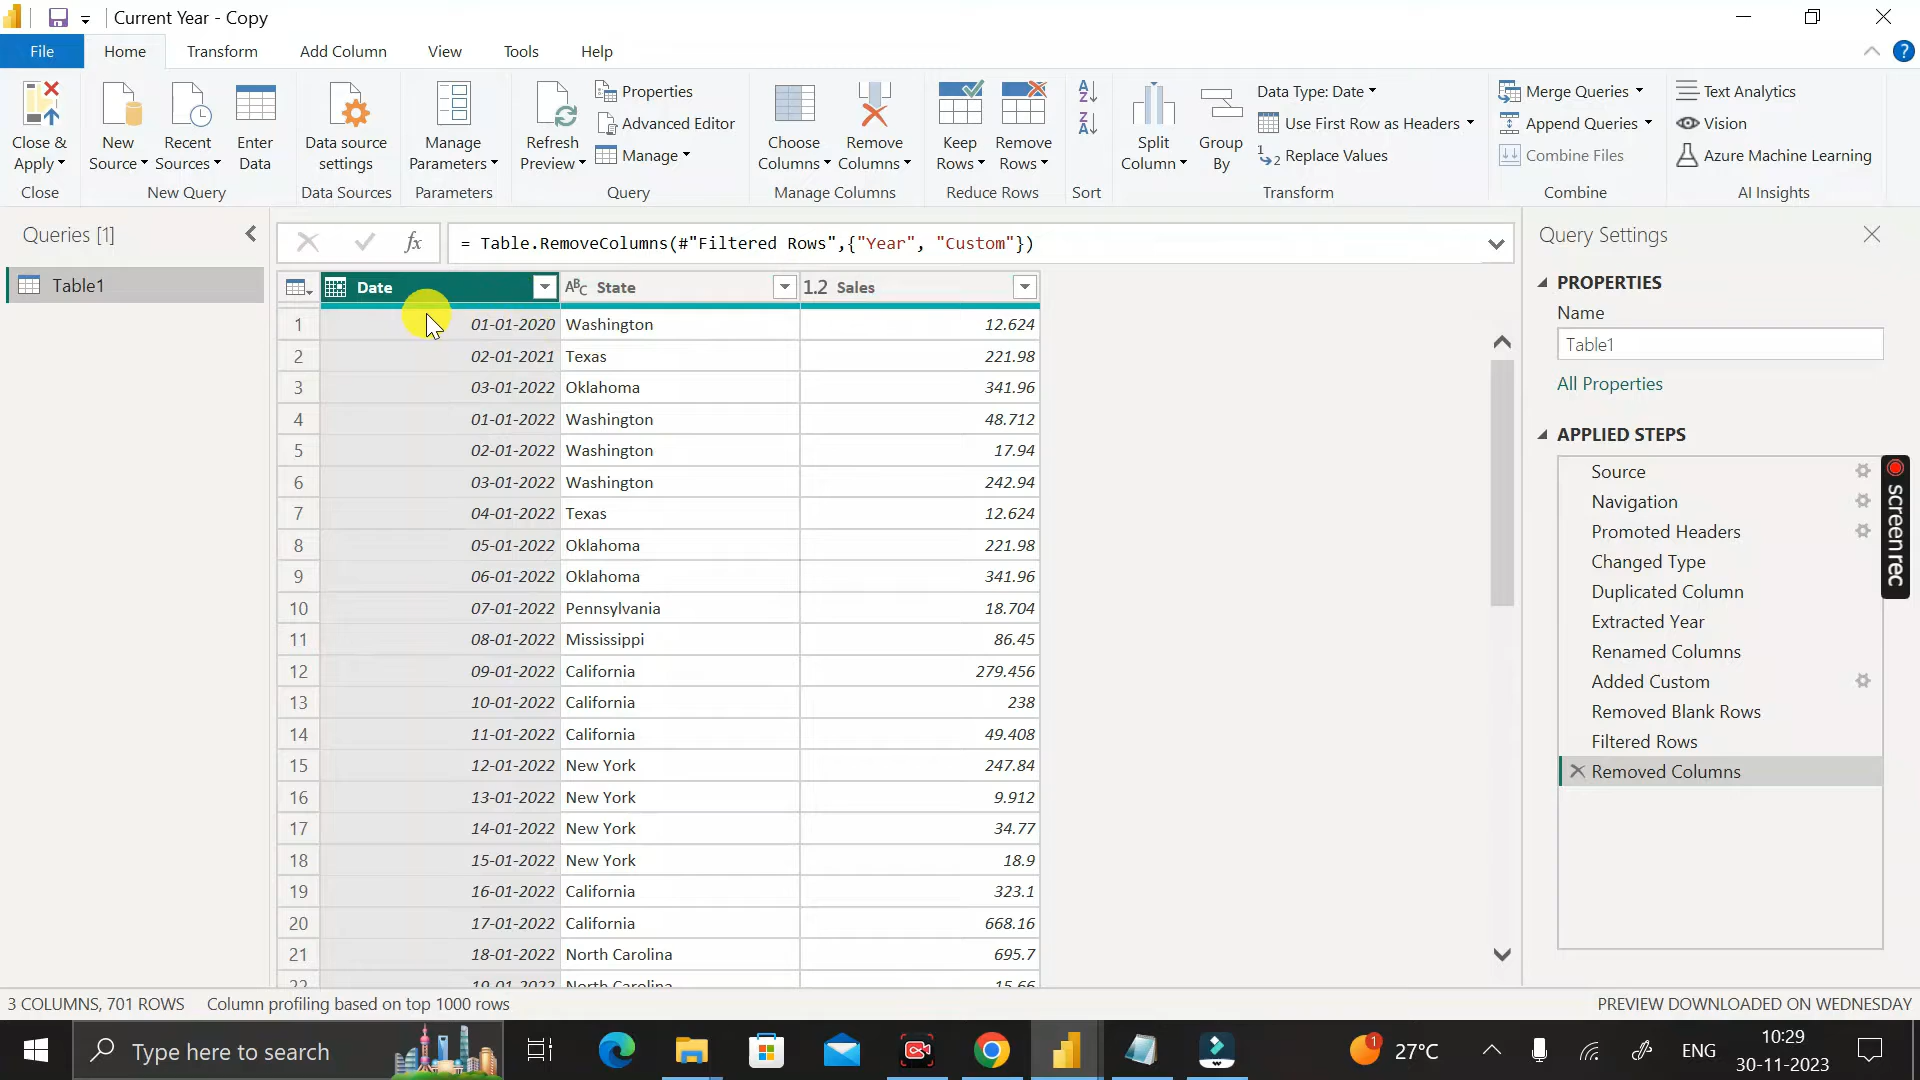 Current Year - Copy
File Home Transform Add Column View Tools Help
Close & Apply
Close
New Source
Recent Sources
Enter Data
New Query
Data source settings
Data Sources
Manage Parameters
Parameters
Refresh Preview
Properties
Advanced Editor
Manage
Query
Choose Columns
Remove Columns
Manage Columns
Keep Rows
Remove Rows
Reduce Rows
A
Z
Z
A
Sort
Split Column
Group By
Data Type: Date
Use First Row as Headers
1
2
Replace Values
Transform
Merge Queries
Append Queries
Combine Files
Combine
Text Analytics
Vision
Azure Machine Learning
AI Insights
?
Queries [1]
Table1
fx
= Table.RemoveColumns(#"Filtered Rows",{"Year", "Custom"})
Date ABC State 1.2 Sales
1 01-01-2020 Washington 12.624
2 02-01-2021 Texas 221.98
3 03-01-2022 Oklahoma 341.96
4 01-01-2022 Washington 48.712
5 02-01-2022 Washington 17.94
6 03-01-2022 Washington 242.94
7 04-01-2022 Texas 12.624
8 05-01-2022 Oklahoma 221.98
9 06-01-2022 Oklahoma 341.96
10 07-01-2022 Pennsylvania 18.704
11 08-01-2022 Mississippi 86.45
12 09-01-2022 California 279.456
13 10-01-2022 California 238
14 11-01-2022 California 49.408
15 12-01-2022 New York 247.84
16 13-01-2022 New York 9.912
17 14-01-2022 New York 34.77
18 15-01-2022 New York 18.9
19 16-01-2022 California 323.1
20 17-01-2022 California 668.16
21 18-01-2022 North Carolina 695.7
22 19-01-2022 North Carolina 15.66
Query Settings
PROPERTIES
Name
Table1
All Properties
APPLIED STEPS
Source
Navigation
Promoted Headers
Changed Type
Duplicated Column
Extracted Year
Renamed Columns
Added Custom
Removed Blank Rows
Filtered Rows
Removed Columns
screenrec
3 COLUMNS, 701 ROWS Column profiling based on top 1000 rows PREVIEW DOWNLOADED ON WEDNESDAY
Type here to search
1
27°C
ENG
10:29
30-11-2023